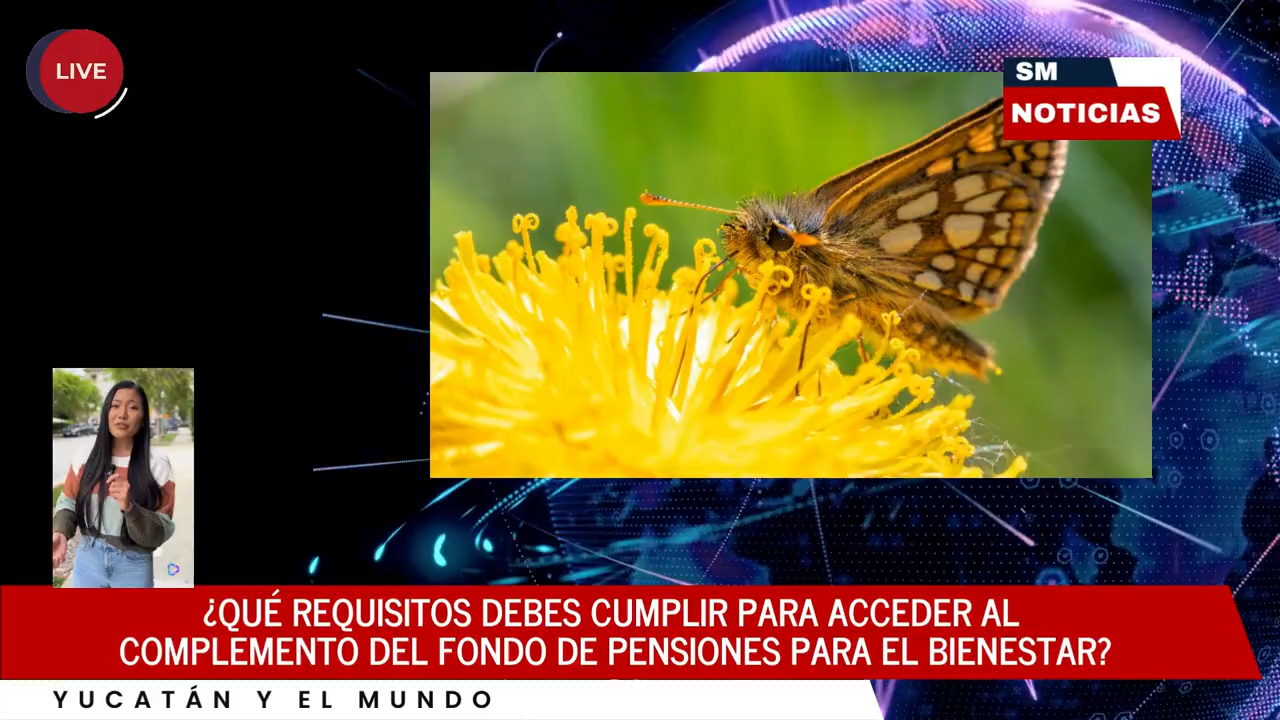 LIVE
SM
NOTICIAS
¿QUÉ REQUISITOS DEBES CUMPLIR PARA ACCEDER AL
COMPLEMENTO DEL FONDO DE PENSIONES PARA EL BIENESTAR?
YUCATÁN Y EL MUNDO